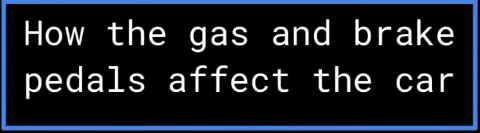 How the gas and brake
pedals affect the car